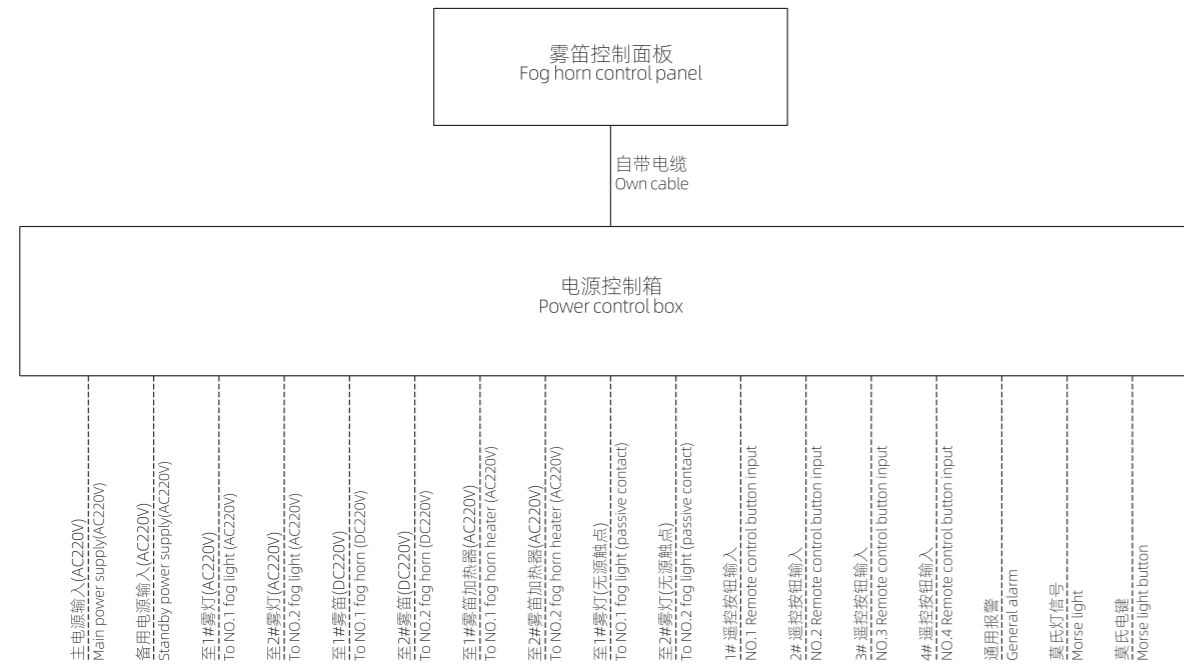 雾笛控制面板
Fog horn control panel
自带电缆
Own cable
电源控制箱
Power control box
主电源输入(AC220V)
Main power supply(AC220V)
备用电源输入(AC220V)
Standby power supply(AC220V)
至1#雾灯(AC220V)
To NO.1 fog light (AC220V)
至2#雾灯(AC220V)
To NO.2 fog light (AC220V)
至1#雾笛(DC220V)
To NO.1 fog horn (DC220V)
至2#雾笛(DC220V)
To NO.2 fog horn (DC220V)
至1#雾笛加热器(AC220V)
To NO.1 fog horn heater (AC220V)
至2#雾笛加热器(AC220V)
To NO.2 fog horn heater (AC220V)
至1#雾灯(无源触点)
To NO.1 fog light (passive contact)
至2#雾灯(无源触点)
To NO.2 fog light (passive contact)
1# 遥控按钮输入
NO.1 Remote control button input
2# 遥控按钮输入
NO.2 Remote control button input
3# 遥控按钮输入
NO.3 Remote control button input
4# 遥控按钮输入
NO.4 Remote control button input
通用报警
General alarm
莫氏灯信号
Morse light
莫氏电键
Morse light button